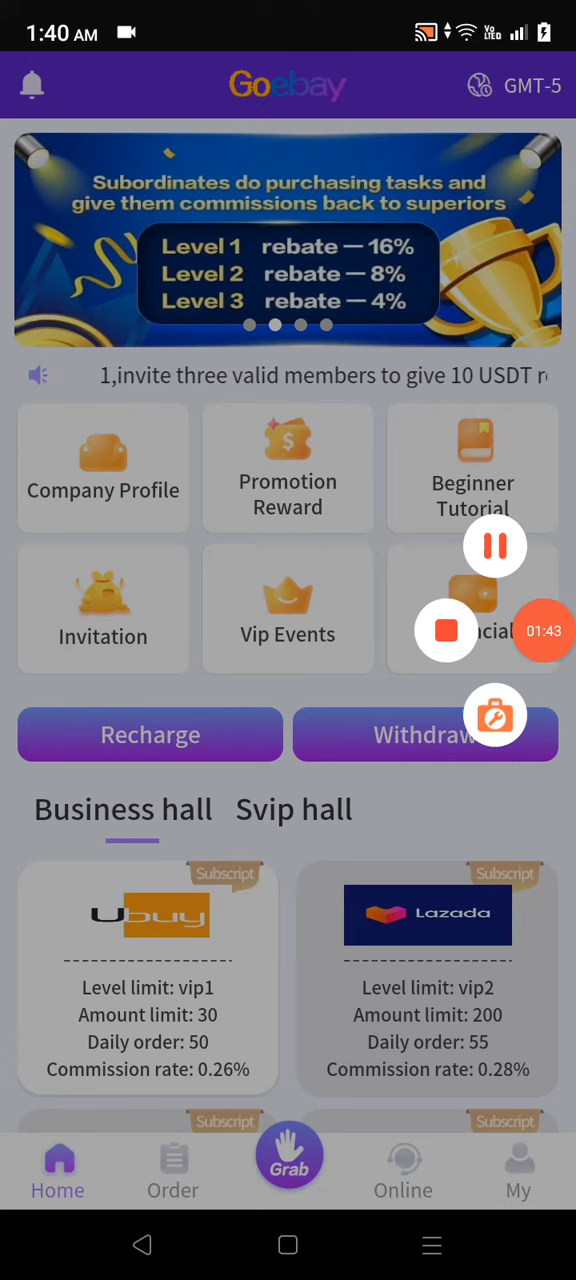 1:40 AM
Vo
LTED
Goebay
GMT-5
Subordinates do purchasing tasks and
give them commissions back to superiors
Level 1 rebate — 16%
Level 2 rebate — 8%
Level 3 rebate — 4%
1,invite three valid members to give 10 USDT
Company Profile
Promotion
Reward
Beginner
Tutorial
Invitation
Vip Events
ncial
01:43
Recharge
Withdraw
Business hall
Svip hall
Subscript
Subscript
Ubuy
Lazada
Level limit: vip1
Amount limit: 30
Daily order: 50
Commission rate: 0.26%
Level limit: vip2
Amount limit: 200
Daily order: 55
Commission rate: 0.28%
Subscript
Subscript
Grab
Home
Order
Online
My